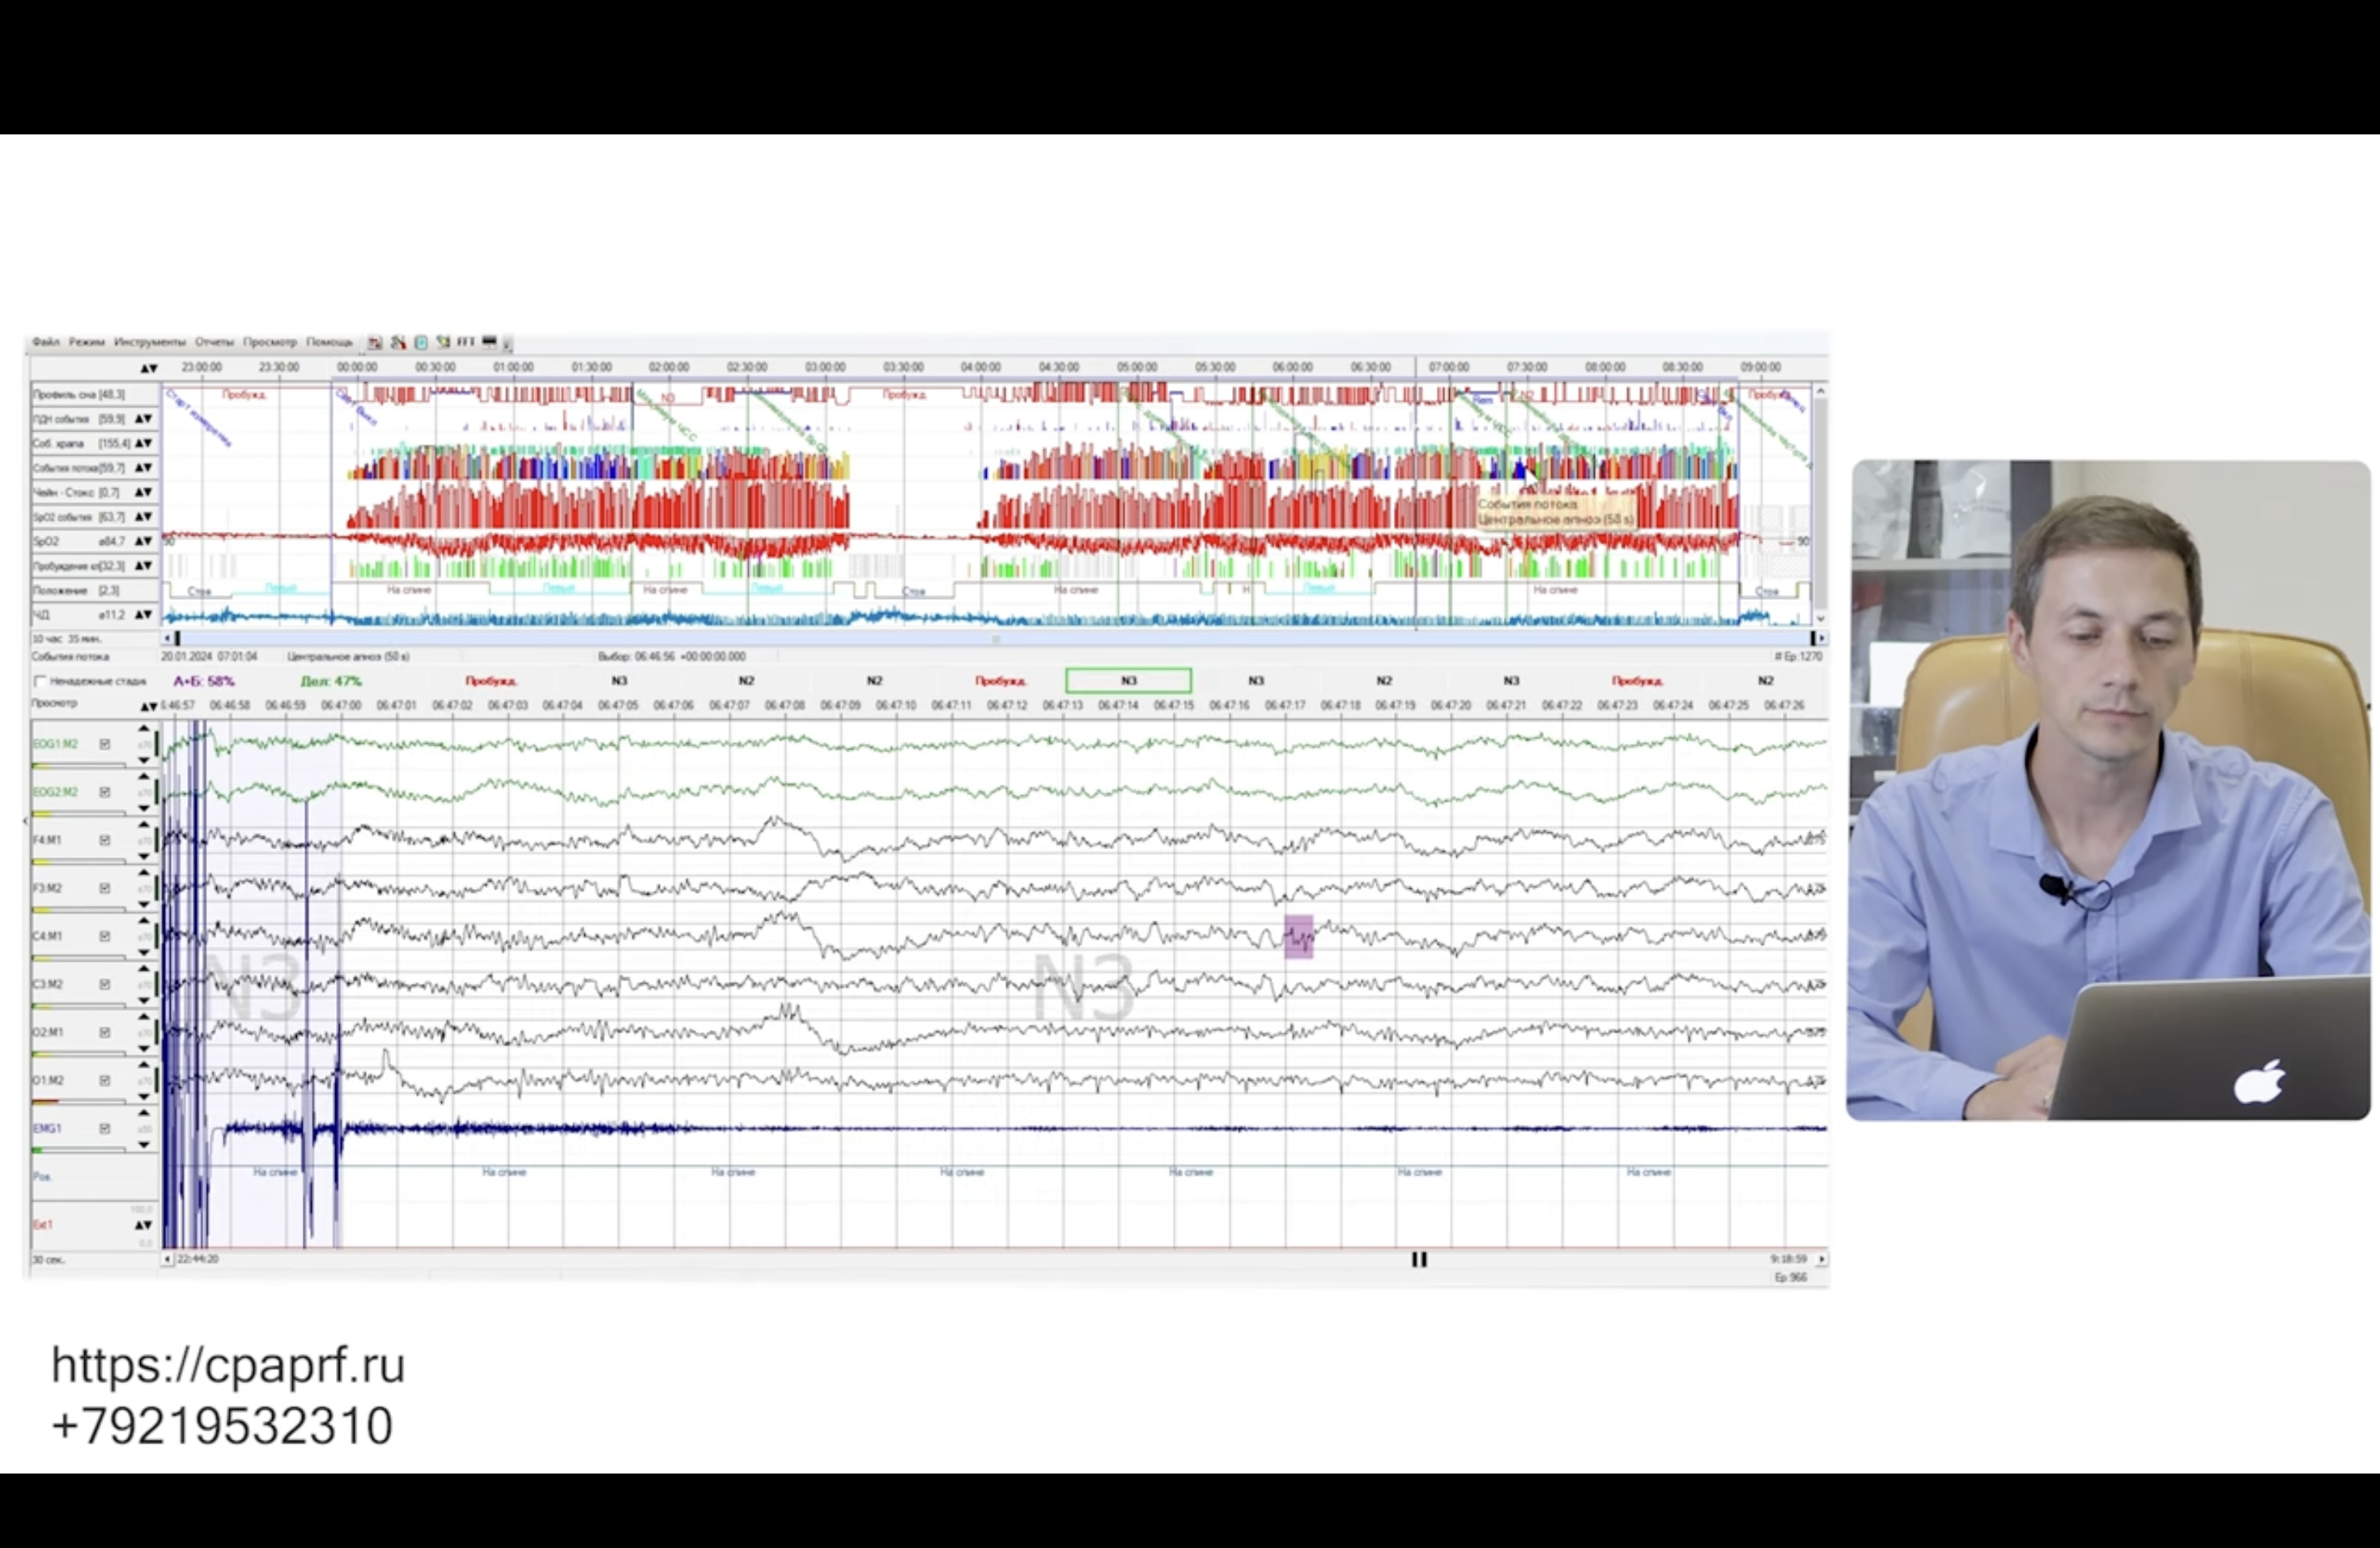 Файл Режим Инструменты Отчеты Просмотр Помощь FFT
23:00:00 23:30:00 00:00:00 00:30:00 01:00:00 01:30:00 02:00:00 02:30:00 03:00:00 03:30:00 04:00:00 04:30:00 05:00:00 05:30:00 06:00:00 06:30:00 07:00:00 07:30:00 08:00:00 08:30:00 09:00:00
Профиль сна [48,3] Пробужд. N3 Пробужд. Rem N2
ПДН события [59,9]
Соб. храпа [155,4]
События потока [59,7]
Чейн-Стокс [0,7]
SpO2 события [63,7]
События потока
Центральное апноэ (58 s)
SpO2 ø84,7 90 90
[32,3]
Положение [2,3] Стоя Левый На спине Левый На спине Левый Стоя На спине Н Левый На спине Стоя
ЧД ø11,2
10 час 35 мин.
События потока 20.01.2024 07:01:04 Центральное апноэ (58 s) Выбор: 06:46:56 +00:00:00.000 # Ep:1270
Ненадежные стадии А+Б: 58% Дел: 47% Пробужд. N3 N2 N2 Пробужд. N3 N3 N2 N3 Пробужд. N2
Просмотр 6:46:57 06:46:58 06:46:59 06:47:00 06:47:01 06:47:02 06:47:03 06:47:04 06:47:05 06:47:06 06:47:07 06:47:08 06:47:09 06:47:10 06:47:11 06:47:12 06:47:13 06:47:14 06:47:15 06:47:16 06:47:17 06:47:18 06:47:19 06:47:20 06:47:21 06:47:22 06:47:23 06:47:24 06:47:25 06:47:26
EOG1:M2
EOG2:M2
F4:M1
F3:M2
C4:M1
C3:M2
N3 N3
O2:M1
O1:M2
EMG1
Pos. На спине На спине На спине На спине На спине На спине На спине
100,0
Ext1
0,0
30 сек. 22:44:20 9:18:59
Ep:966
https://cpaprf.ru
+79219532310